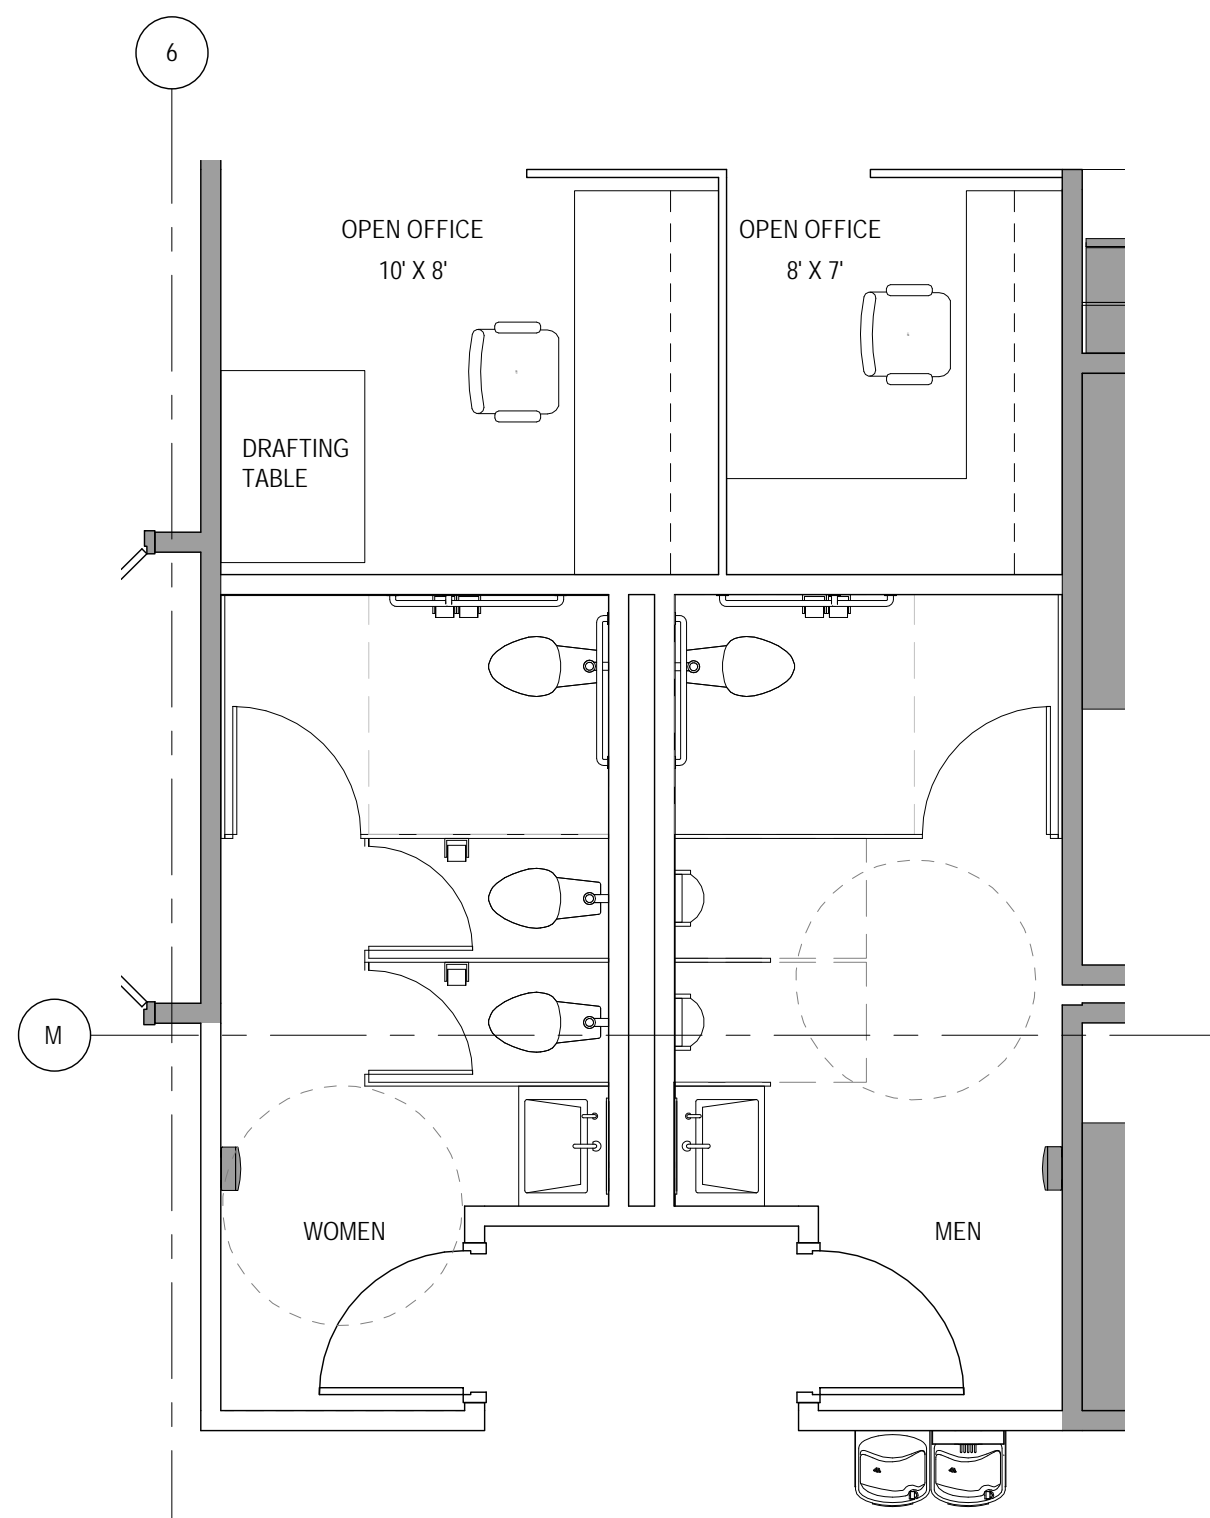 6
OPEN OFFICE
10' X 8'
OPEN OFFICE
8' X 7'
DRAFTING
TABLE
M
WOMEN
MEN